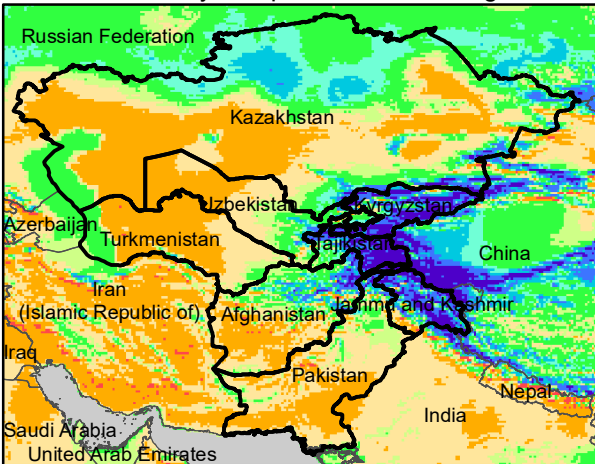 Russian Federation
Kazakhstan
Izbekistan
Kyrgyzstan
Azerbaijan
Turkmenistan
Tajikistan
China
Iran
(Islamic Republic of)
Afghanistan
Jammu and Kashmir
Iraq
Pakistan
Nepal
India
Saudi Arabia
United Arab Emirates